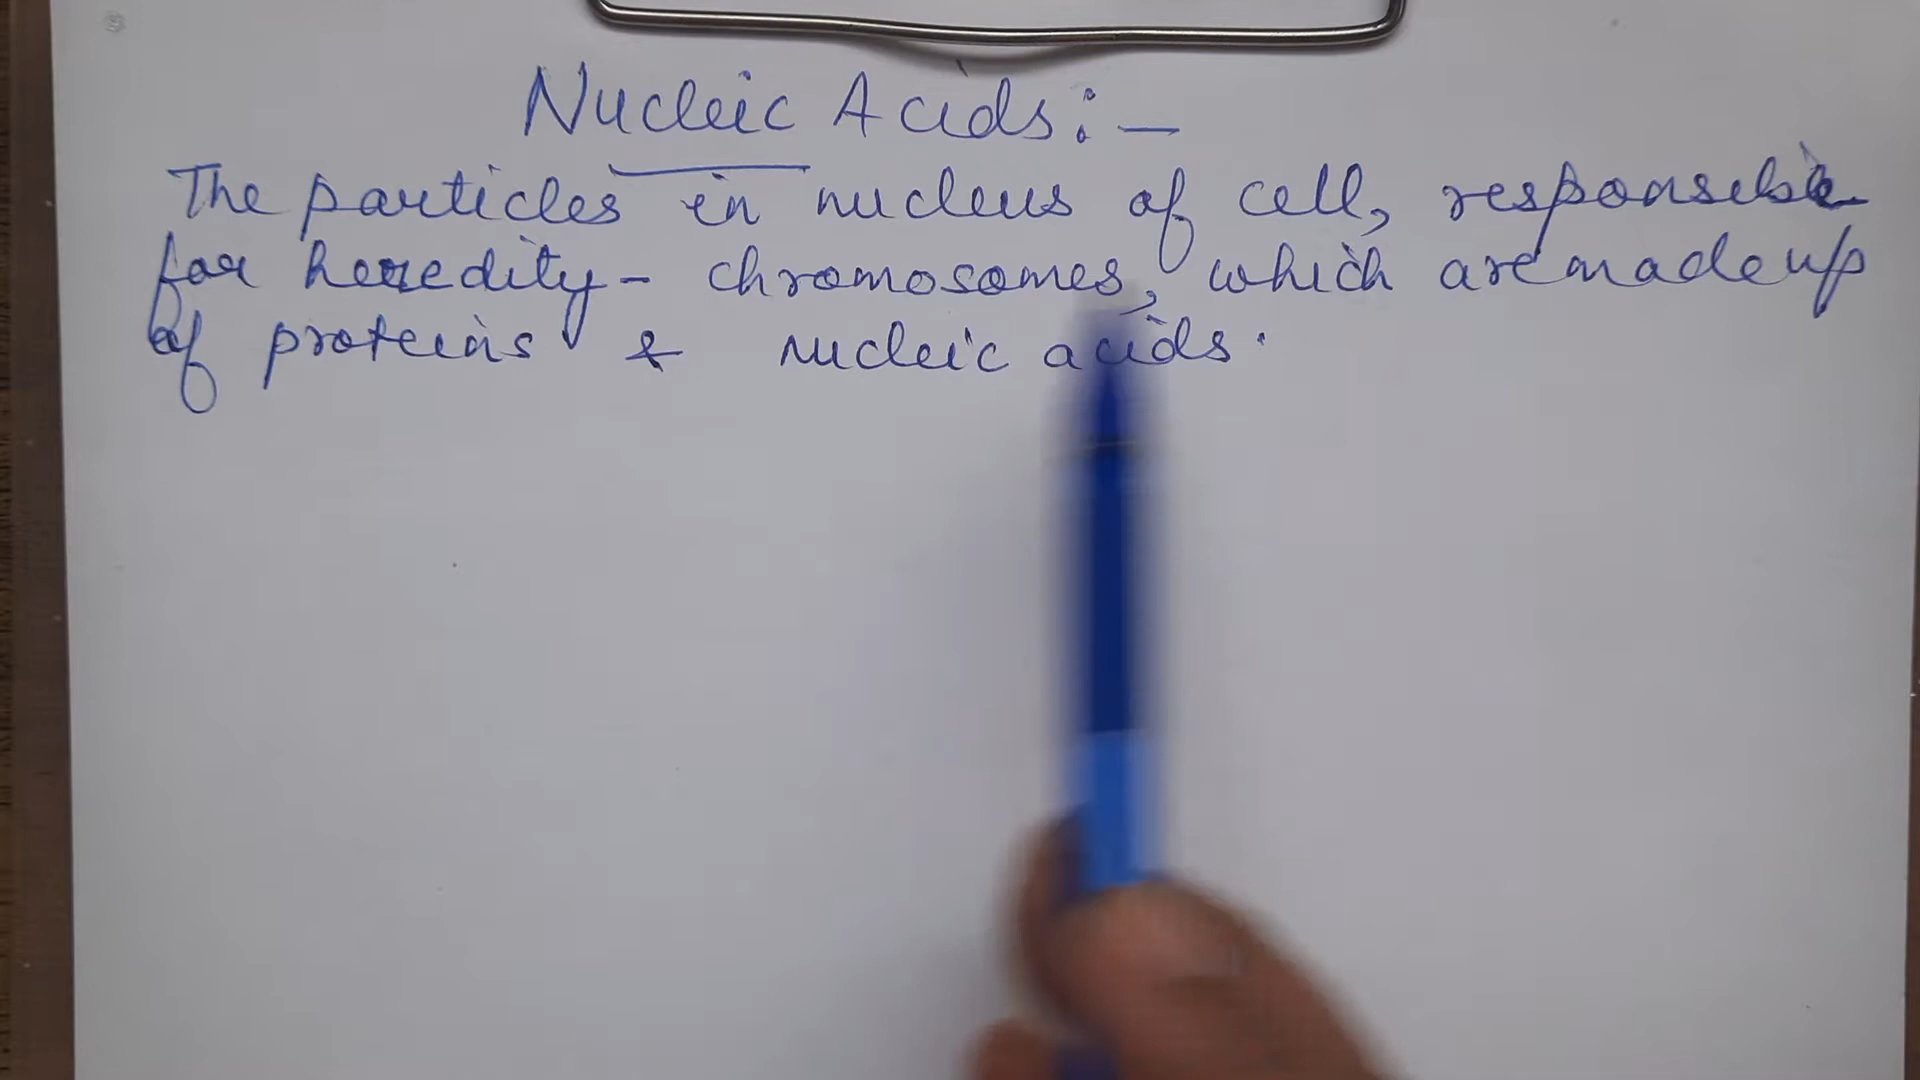 Nucleic Acids:-
The particles in nucleus of cell, responsible
for heredity - chromosomes, which are made up
of proteins & nucleic acids.